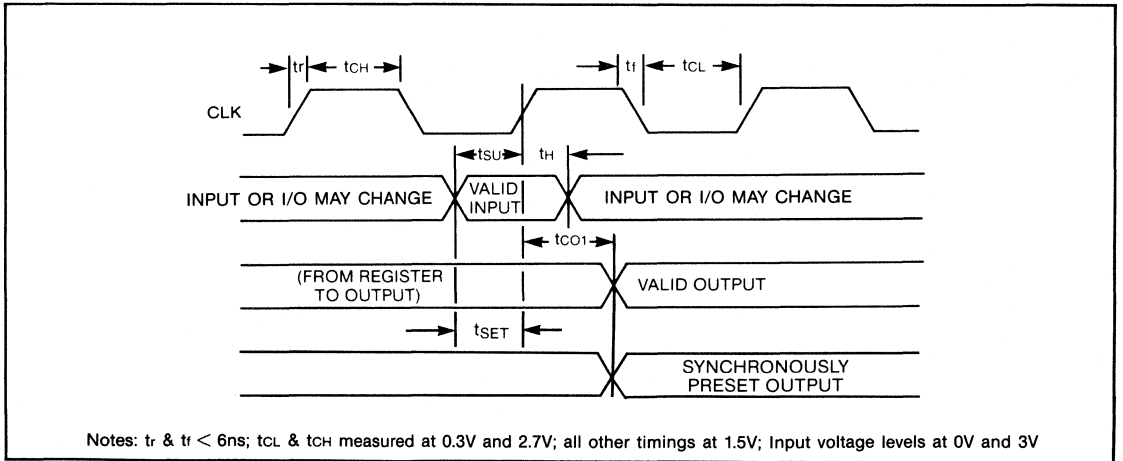 tr tCH tf tCL
CLK
tSU tH
INPUT OR I/O MAY CHANGE VALID INPUT OR I/O MAY CHANGE
INPUT
tCO1
(FROM REGISTER VALID OUTPUT
TO OUTPUT)
tSET
SYNCHRONOUSLY
PRESET OUTPUT
Notes: tr & tf < 6ns; tCL & tCH measured at 0.3V and 2.7V; all other timings at 1.5V; Input voltage levels at 0V and 3V